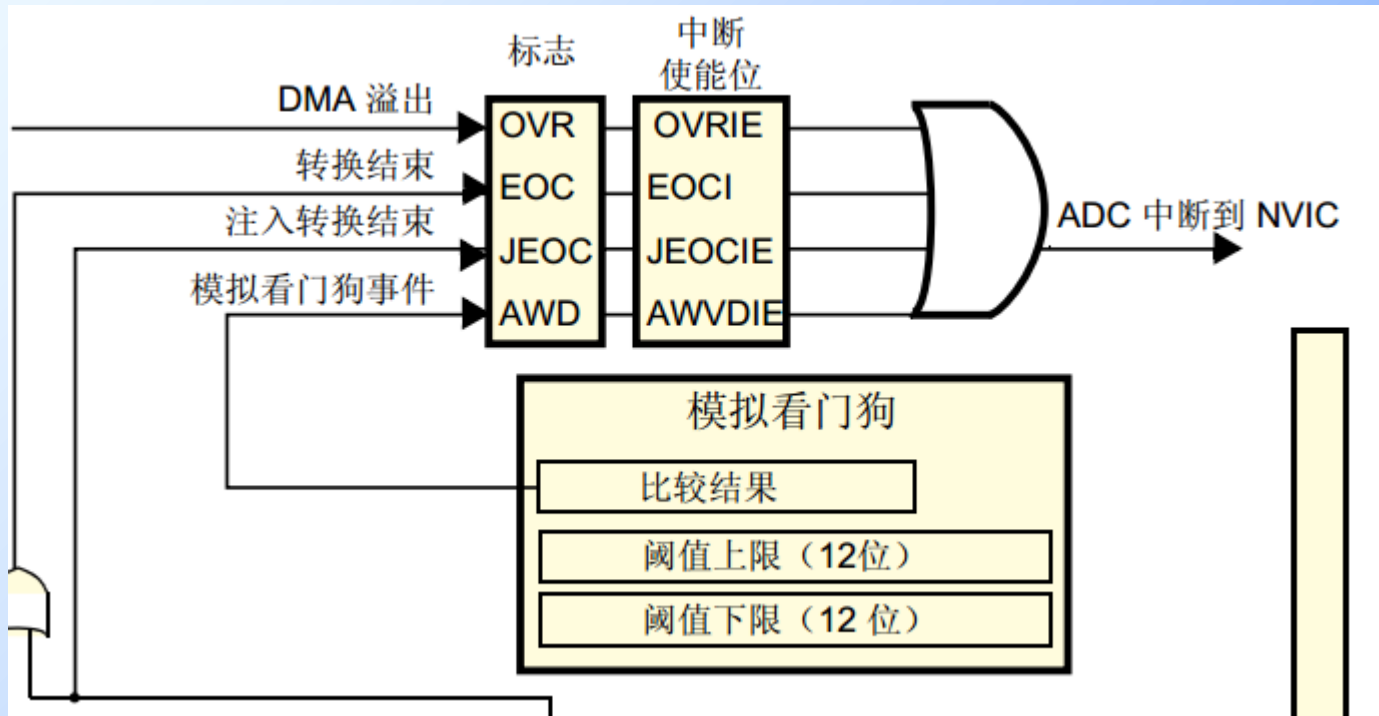 标志
中断
使能位
DMA 溢出
转换结束
注入转换结束
模拟看门狗事件
OVR
EOC
JEOC
AWD
OVRIE
EOCI
JEOCIE
AWVDIE
ADC 中断到 NVIC
模拟看门狗
比较结果
阈值上限（12位）
阈值下限（12 位）